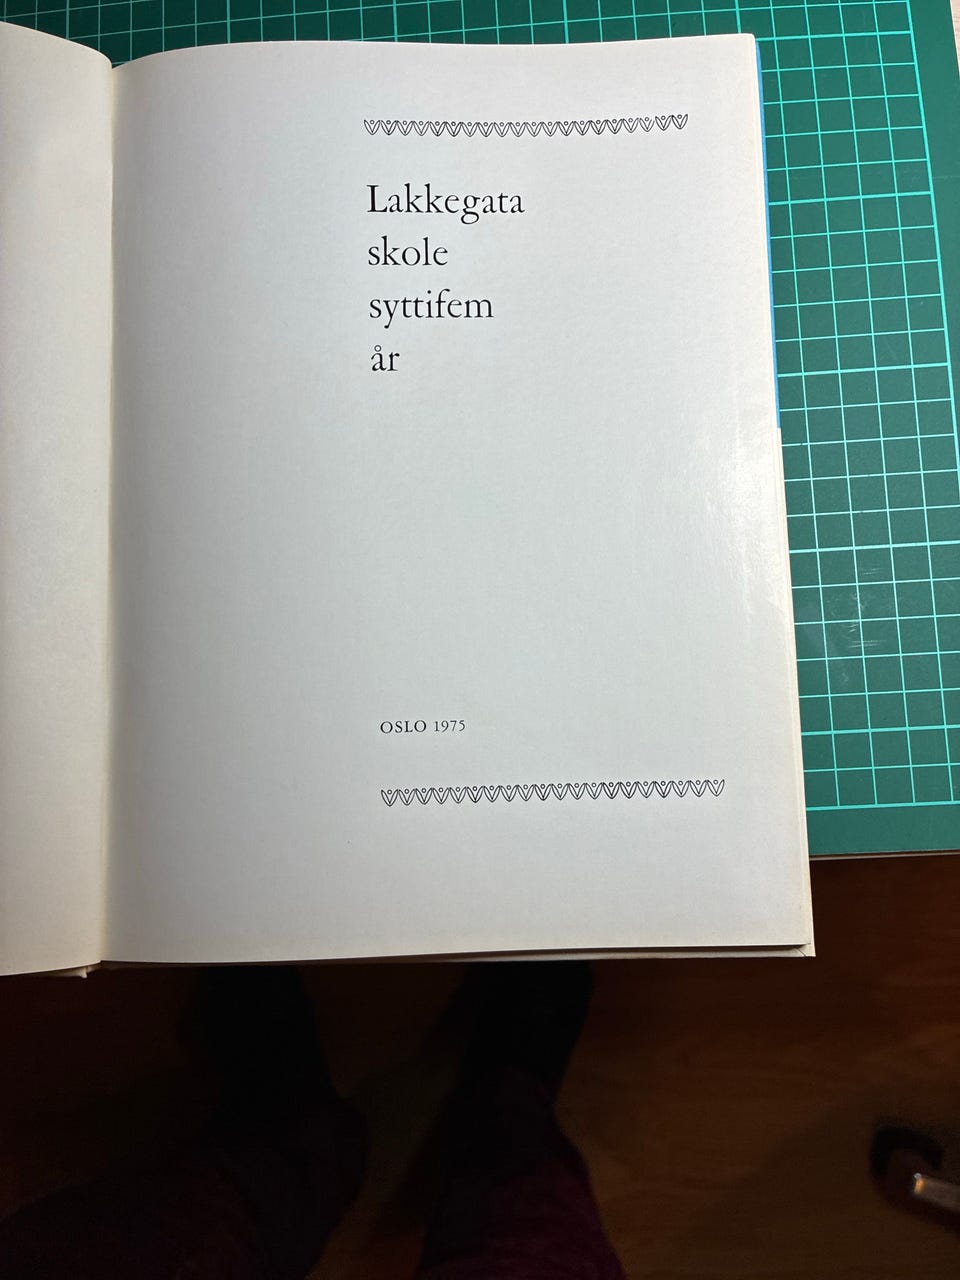 Lakkegata
skole
syttifem
år
OSLO 1975